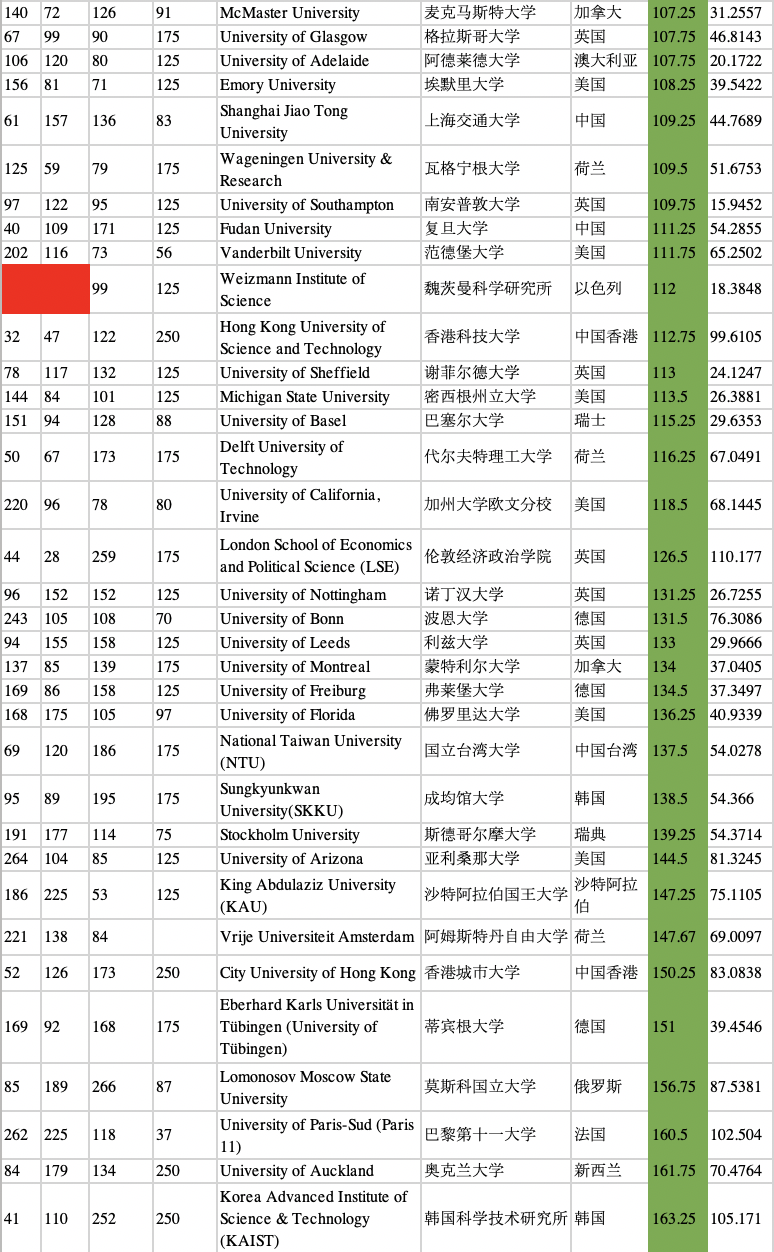 140 72 126 91 McMaster University 麦克马斯特大学 加拿大 107.25 31.2557
67 99 90 175 University of Glasgow 格拉斯哥大学 英国 107.75 46.8143
106 120 80 125 University of Adelaide 阿德莱德大学 澳大利亚 107.75 20.1722
156 81 71 125 Emory University 埃默里大学 美国 108.25 39.5422
61 157 136 83 Shanghai Jiao Tong
University 上海交通大学 中国 109.25 44.7689
125 59 79 175 Wageningen University &
Research 瓦格宁根大学 荷兰 109.5 51.6753
97 122 95 125 University of Southampton 南安普敦大学 英国 109.75 15.9452
40 109 171 125 Fudan University 复旦大学 中国 111.25 54.2855
202 116 73 56 Vanderbilt University 范德堡大学 美国 111.75 65.2502
99 125 Weizmann Institute of
Science 魏茨曼科学研究所 以色列 112 18.3848
32 47 122 250 Hong Kong University of
Science and Technology 香港科技大学 中国香港 112.75 99.6105
78 117 132 125 University of Sheffield 谢菲尔德大学 英国 113 24.1247
144 84 101 125 Michigan State University 密西根州立大学 美国 113.5 26.3881
151 94 128 88 University of Basel 巴塞尔大学 瑞士 115.25 29.6353
50 67 173 175 Delft University of
Technology 代尔夫特理工大学 荷兰 116.25 67.0491
220 96 78 80 University of California,
Irvine 加州大学欧文分校 美国 118.5 68.1445
44 28 259 175 London School of Economics
and Political Science (LSE) 伦敦经济政治学院 英国 126.5 110.177
96 152 152 125 University of Nottingham 诺丁汉大学 英国 131.25 26.7255
243 105 108 70 University of Bonn 波恩大学 德国 131.5 76.3086
94 155 158 125 University of Leeds 利兹大学 英国 133 29.9666
137 85 139 175 University of Montreal 蒙特利尔大学 加拿大 134 37.0405
169 86 158 125 University of Freiburg 弗莱堡大学 德国 134.5 37.3497
168 175 105 97 University of Florida 佛罗里达大学 美国 136.25 40.9339
69 120 186 175 National Taiwan University
(NTU) 国立台湾大学 中国台湾 137.5 54.0278
95 89 195 175 Sungkyunkwan
University(SKKU) 成均馆大学 韩国 138.5 54.366
191 177 114 75 Stockholm University 斯德哥尔摩大学 瑞典 139.25 54.3714
264 104 85 125 University of Arizona 亚利桑那大学 美国 144.5 81.3245
186 225 53 125 King Abdulaziz University
(KAU) 沙特阿拉伯国王大学 沙特阿拉
伯 147.25 75.1105
221 138 84 Vrije Universiteit Amsterdam 阿姆斯特丹自由大学 荷兰 147.67 69.0097
52 126 173 250 City University of Hong Kong 香港城市大学 中国香港 150.25 83.0838
169 92 168 175 Eberhard Karls Universität in
Tübingen (University of
Tübingen) 蒂宾根大学 德国 151 39.4546
85 189 266 87 Lomonosov Moscow State
University 莫斯科国立大学 俄罗斯 156.75 87.5381
262 225 118 37 University of Paris-Sud (Paris
11) 巴黎第十一大学 法国 160.5 102.504
84 179 134 250 University of Auckland 奥克兰大学 新西兰 161.75 70.4764
41 110 252 250 Korea Advanced Institute of
Science & Technology
(KAIST) 韩国科学技术研究所 韩国 163.25 105.171